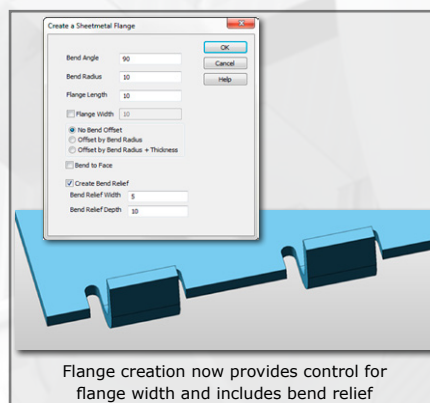 Create a Sheetmetal Flange
Bend Angle 90
OK
Cancel
Bend Radius 10
Help
Flange Length 10
Flange Width 10
No Bend Offset
Offset by Bend Radius
Offset by Bend Radius + Thickness
Bend to Face
Create Bend Relief
Bend Relief Width 5
Bend Relief Depth 10
Flange creation now provides control for
flange width and includes bend relief